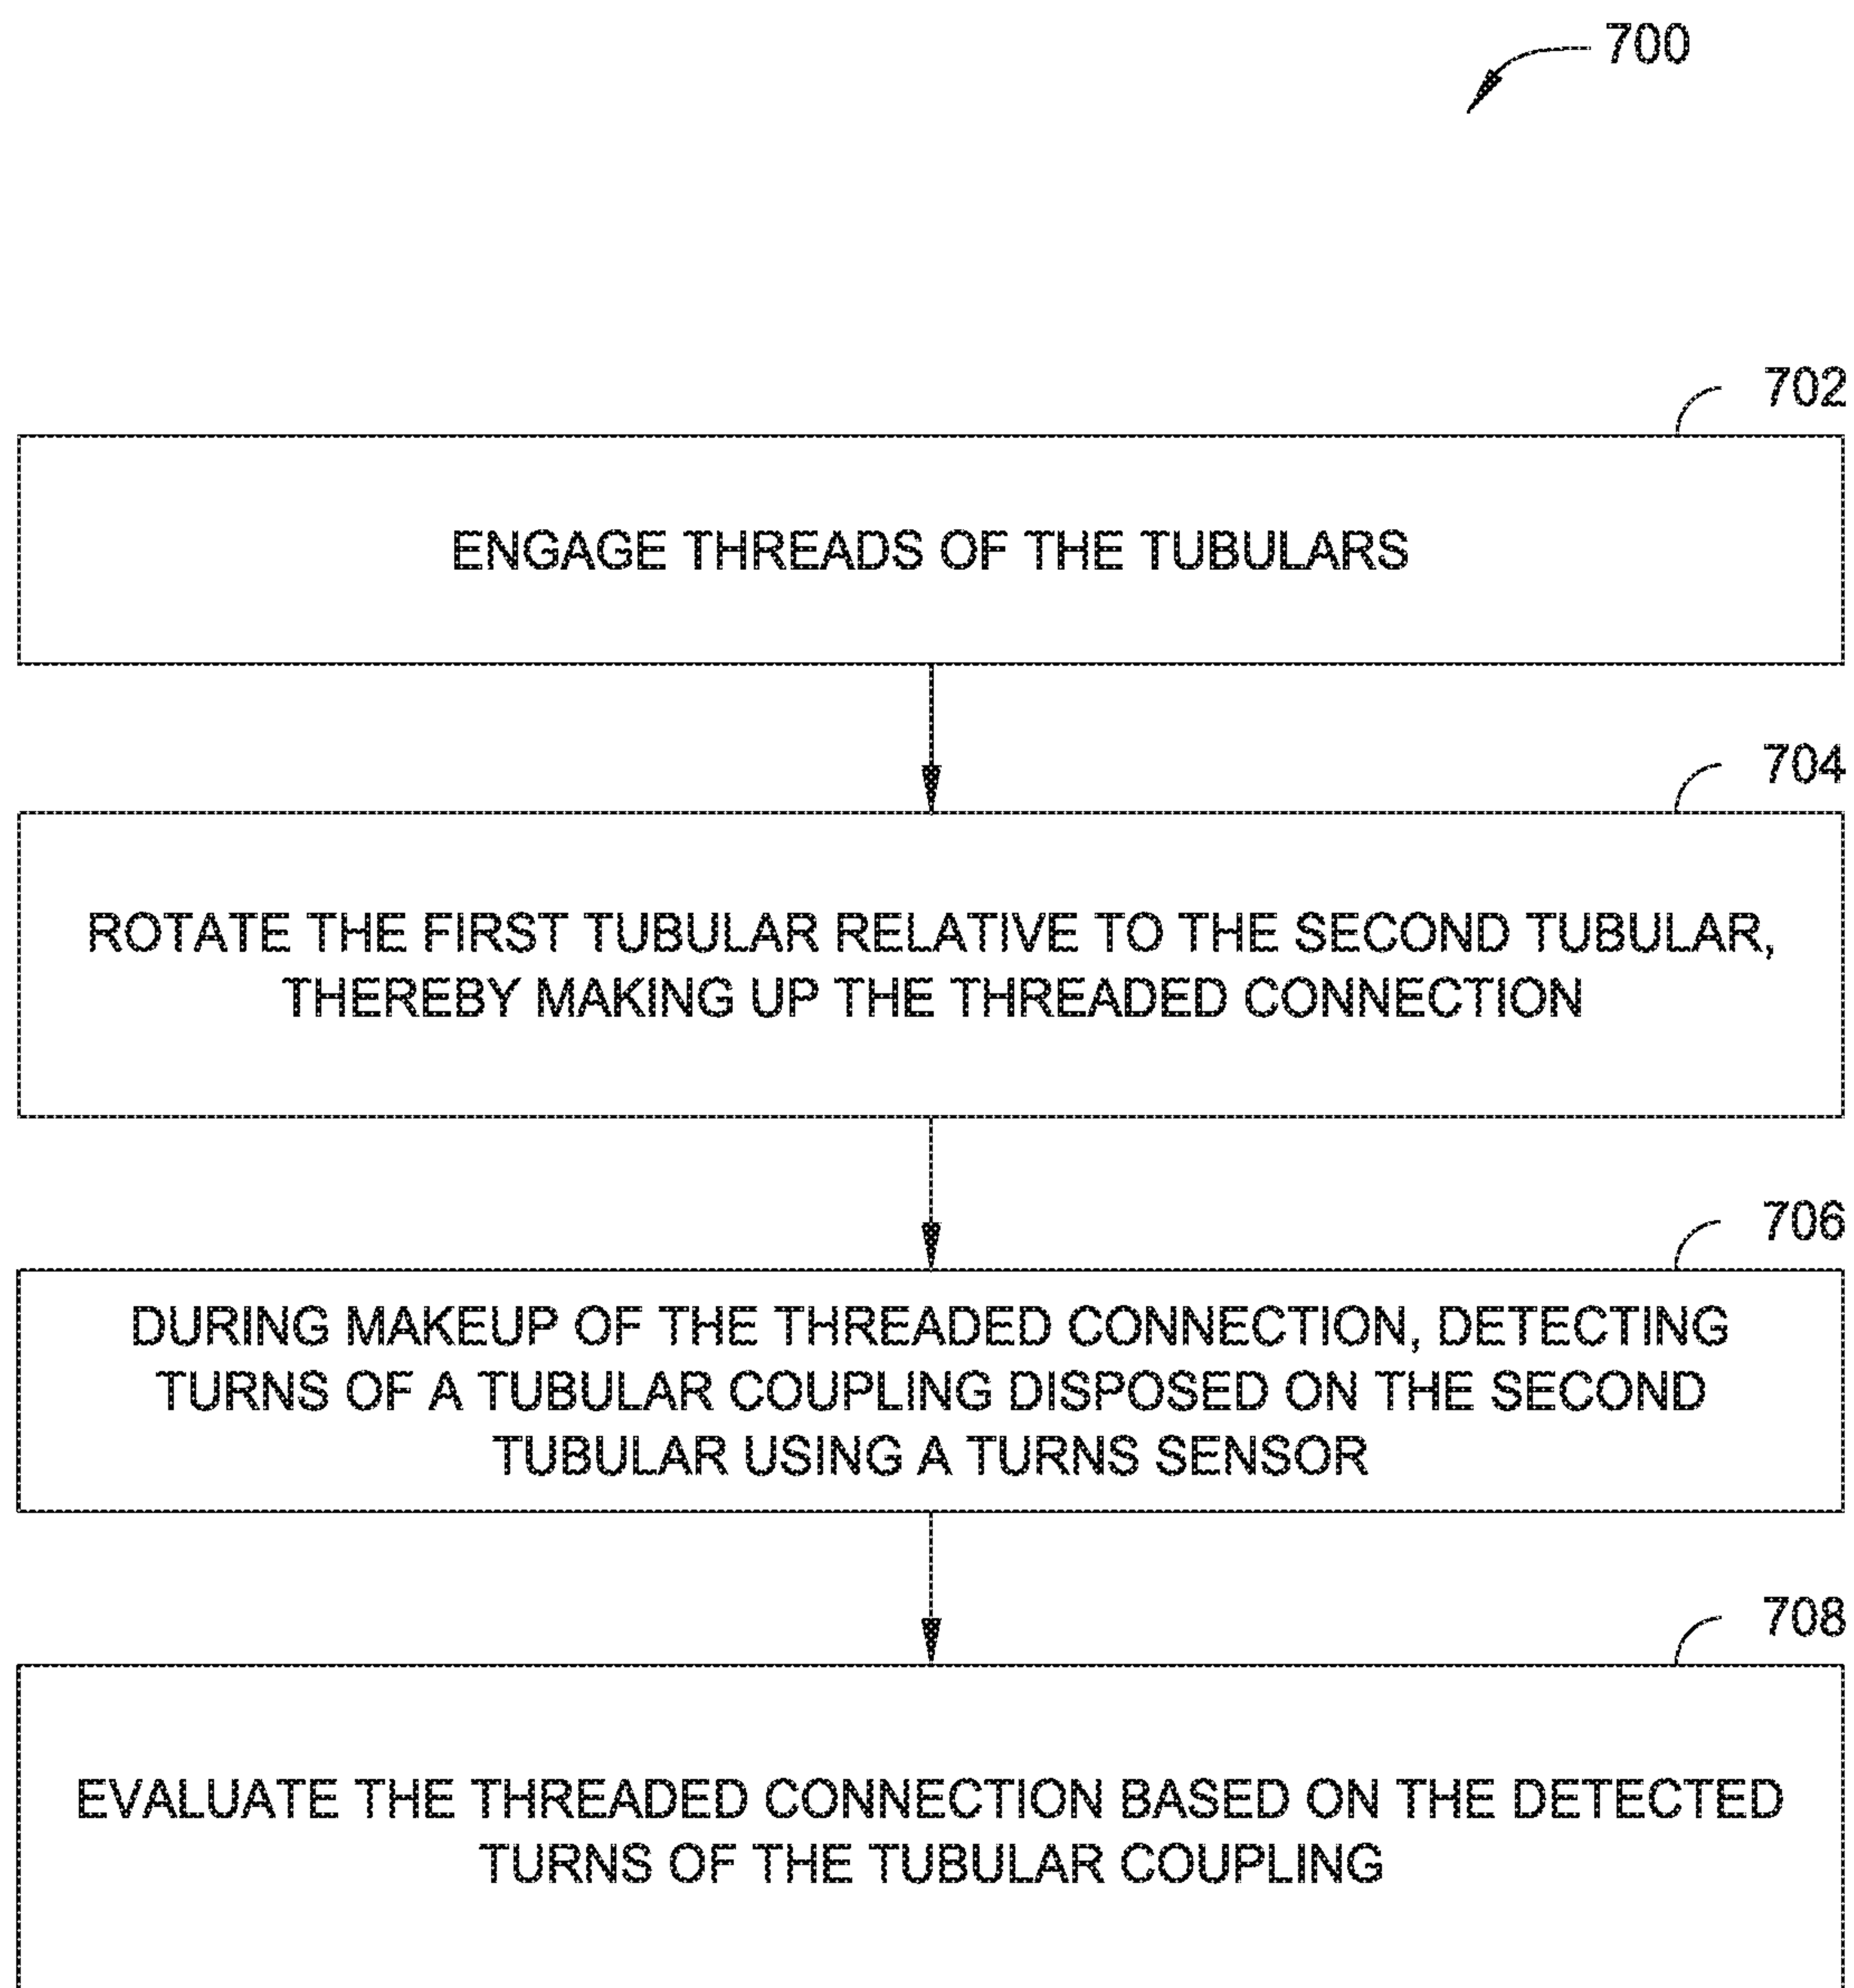 700
702
ENGAGE THREADS OF THE TUBULARS
704
ROTATE THE FIRST TUBULAR RELATIVE TO THE SECOND TUBULAR,
THEREBY MAKING UP THE THREADED CONNECTION
706
DURING MAKEUP OF THE THREADED CONNECTION, DETECTING
TURNS OF A TUBULAR COUPLING DISPOSED ON THE SECOND
TUBULAR USING A TURNS SENSOR
708
EVALUATE THE THREADED CONNECTION BASED ON THE DETECTED
TURNS OF THE TUBULAR COUPLING